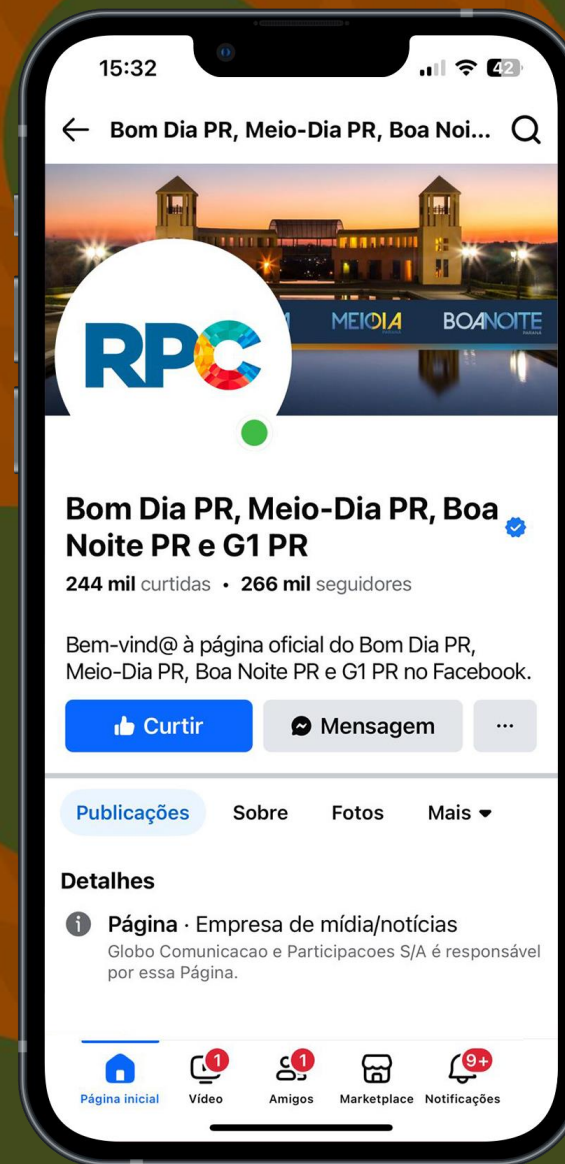 15:32
42
Bom Dia PR, Meio-Dia PR, Boa Noi...
MEIODIA
PARANÁ
BOANOITE
PARANÁ
RPC
Bom Dia PR, Meio-Dia PR, Boa
Noite PR e G1 PR
244 mil curtidas • 266 mil seguidores
Bem-vind@ à página oficial do Bom Dia PR,
Meio-Dia PR, Boa Noite PR e G1 PR no Facebook.
Curtir
Mensagem
...
Publicações
Sobre
Fotos
Mais
Detalhes
Página · Empresa de mídia/notícias
Globo Comunicacao e Participacoes S/A é responsável
por essa Página.
1
1
9+
Página inicial
Vídeo
Amigos
Marketplace
Notificações